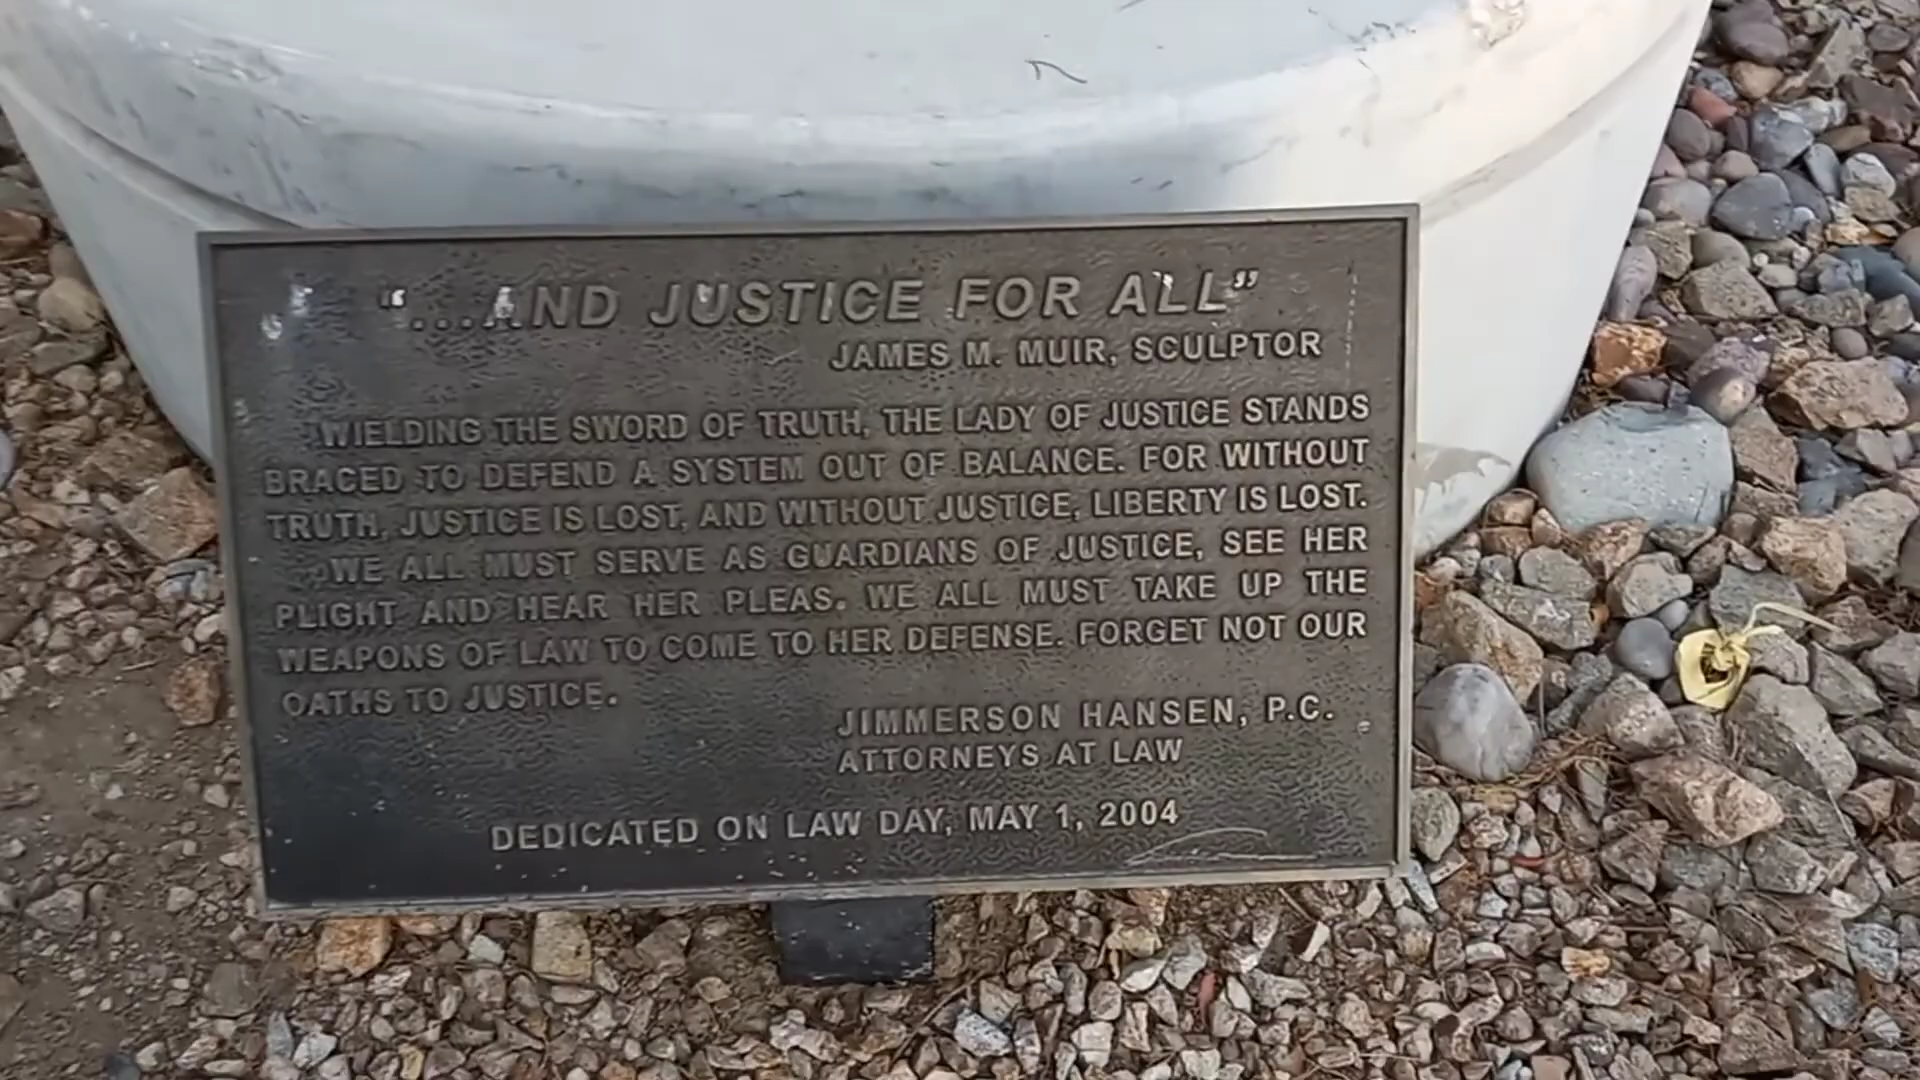 "...AND JUSTICE FOR ALL"
JAMES M. MUIR, SCULPTOR
WIELDING THE SWORD OF TRUTH, THE LADY OF JUSTICE STANDS
BRACED TO DEFEND A SYSTEM OUT OF BALANCE. FOR WITHOUT
TRUTH, JUSTICE IS LOST, AND WITHOUT JUSTICE, LIBERTY IS LOST.
WE ALL MUST SERVE AS GUARDIANS OF JUSTICE, SEE HER
PLIGHT AND HEAR HER PLEAS. WE ALL MUST TAKE UP THE
WEAPONS OF LAW TO COME TO HER DEFENSE. FORGET NOT OUR
OATHS TO JUSTICE.
JIMMERSON HANSEN, P.C.
ATTORNEYS AT LAW
DEDICATED ON LAW DAY, MAY 1, 2004